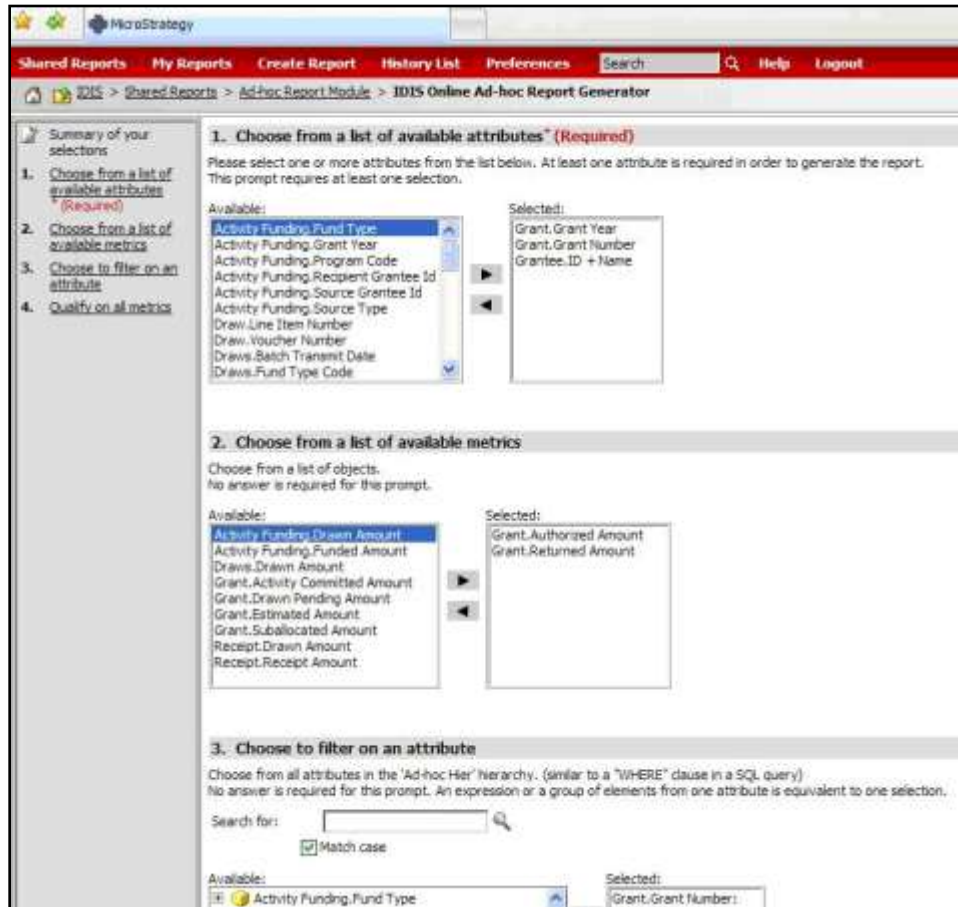 MicroStrategy
Shared Reports My Reports Create Report History List Preferences Search Help Logout
IDIS > Shared Reports > Ad-hoc Report Module > IDIS Online Ad-hoc Report Generator
Summary of your
selections
1. Choose from a list of
available attributes
* (Required)
2. Choose from a list of
available metrics
3. Choose to filter on an
attribute
4. Qualify on all metrics
1. Choose from a list of available attributes* (Required)
Please select one or more attributes from the list below. At least one attribute is required in order to generate the report.
This prompt requires at least one selection.
Available:
Activity Funding.Fund Type
Activity Funding.Grant Year
Activity Funding.Program Code
Activity Funding.Recipient Grantee Id
Activity Funding.Source Grantee Id
Activity Funding.Source Type
Draw.Line Item Number
Draw.Voucher Number
Draws.Batch Transmit Date
Draws.Fund Type Code
Selected:
Grant.Grant Year
Grant.Grant Number
Grantee.ID + Name
2. Choose from a list of available metrics
Choose from a list of objects.
No answer is required for this prompt.
Available:
Activity Funding.Drawn Amount
Activity Funding.Funded Amount
Draws.Drawn Amount
Grant.Activity Committed Amount
Grant.Drawn Pending Amount
Grant.Estimated Amount
Grant.Suballocated Amount
Receipt.Drawn Amount
Receipt.Receipt Amount
Selected:
Grant.Authorized Amount
Grant.Returned Amount
3. Choose to filter on an attribute
Choose from all attributes in the 'Ad-hoc Hier' hierarchy. (similar to a "WHERE" clause in a SQL query)
No answer is required for this prompt. An expression or a group of elements from one attribute is equivalent to one selection.
Search for:
Match case
Available:
Activity Funding.Fund Type
Selected:
Grant.Grant Number: